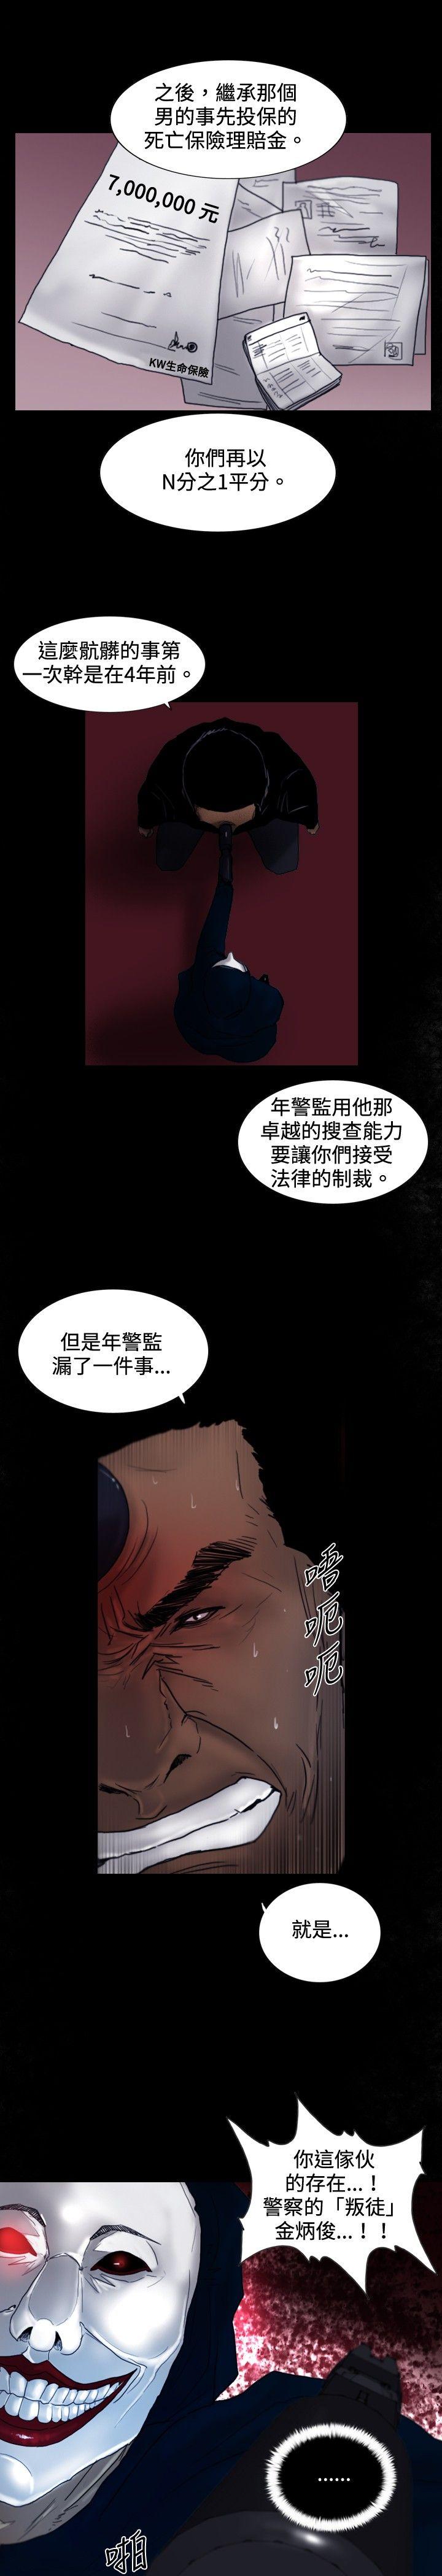 之後，繼承那個
男的事先投保的
死亡保險理賠金。
7,000,000 元
KW生命保險
你們再以
N分之1平分。
這麼骯髒的事第
一次幹是在4年前。
年警監用他那
卓越的搜查能力
要讓你們接受
法律的制裁。
但是年警監
漏了一件事...
唔
呃
呃
就是...
你這傢伙
的存在...！
警察的「叛徒」
金炳俊...！！
......
啪